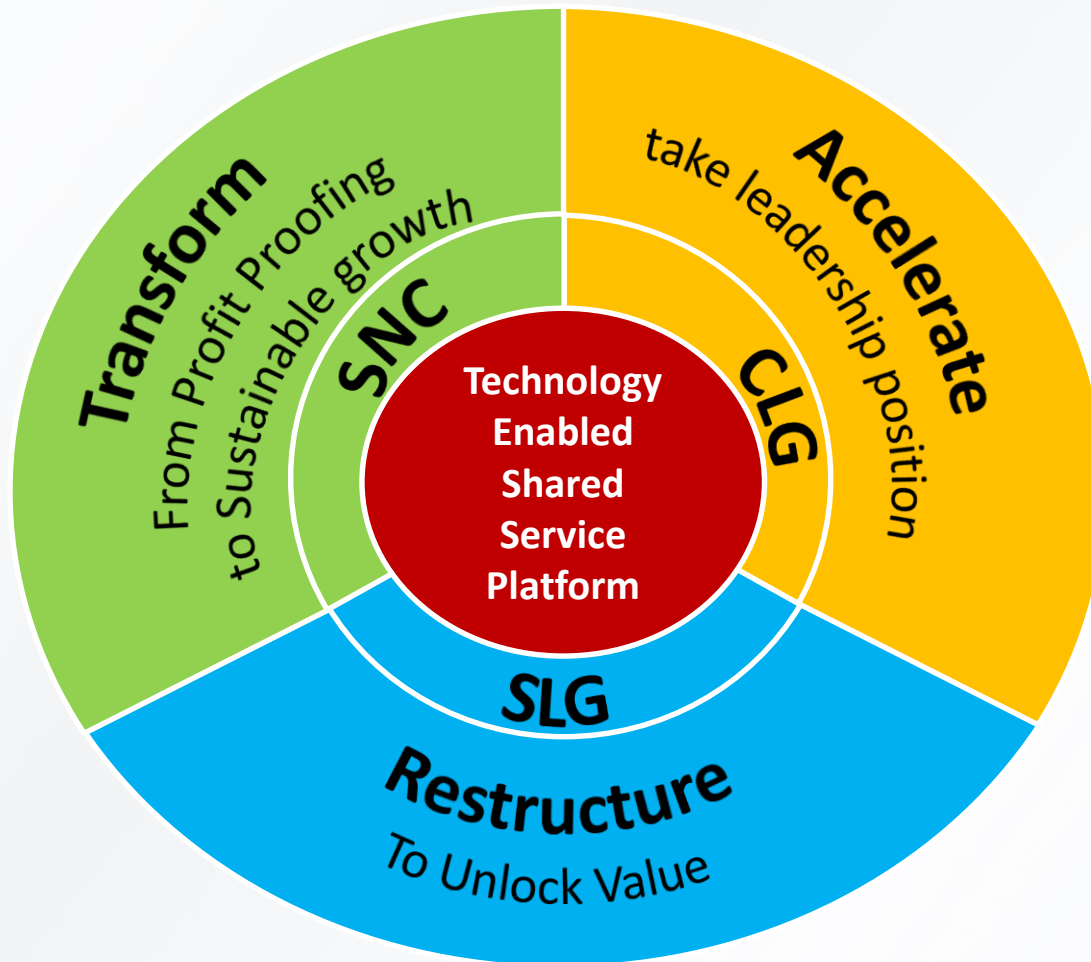 Transform
From Profit Proofing
to Sustainable growth
SNC
Accelerate
take leadership position
CLG
Technology
Enabled
Shared
Service
Platform
SLG
Restructure
To Unlock Value